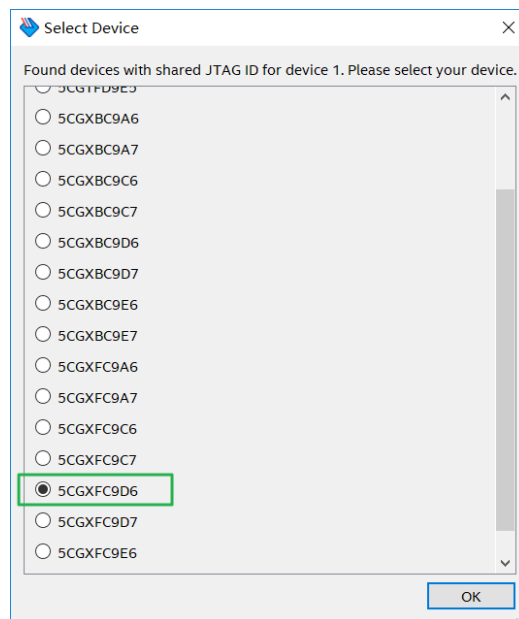 Select Device
Found devices with shared JTAG ID for device 1. Please select your device.
5CGXBC9A6
5CGXBC9A7
5CGXBC9C6
5CGXBC9C7
5CGXBC9D6
5CGXBC9D7
5CGXBC9E6
5CGXBC9E7
5CGXFC9A6
5CGXFC9A7
5CGXFC9C6
5CGXFC9C7
5CGXFC9D6
5CGXFC9D7
5CGXFC9E6
OK